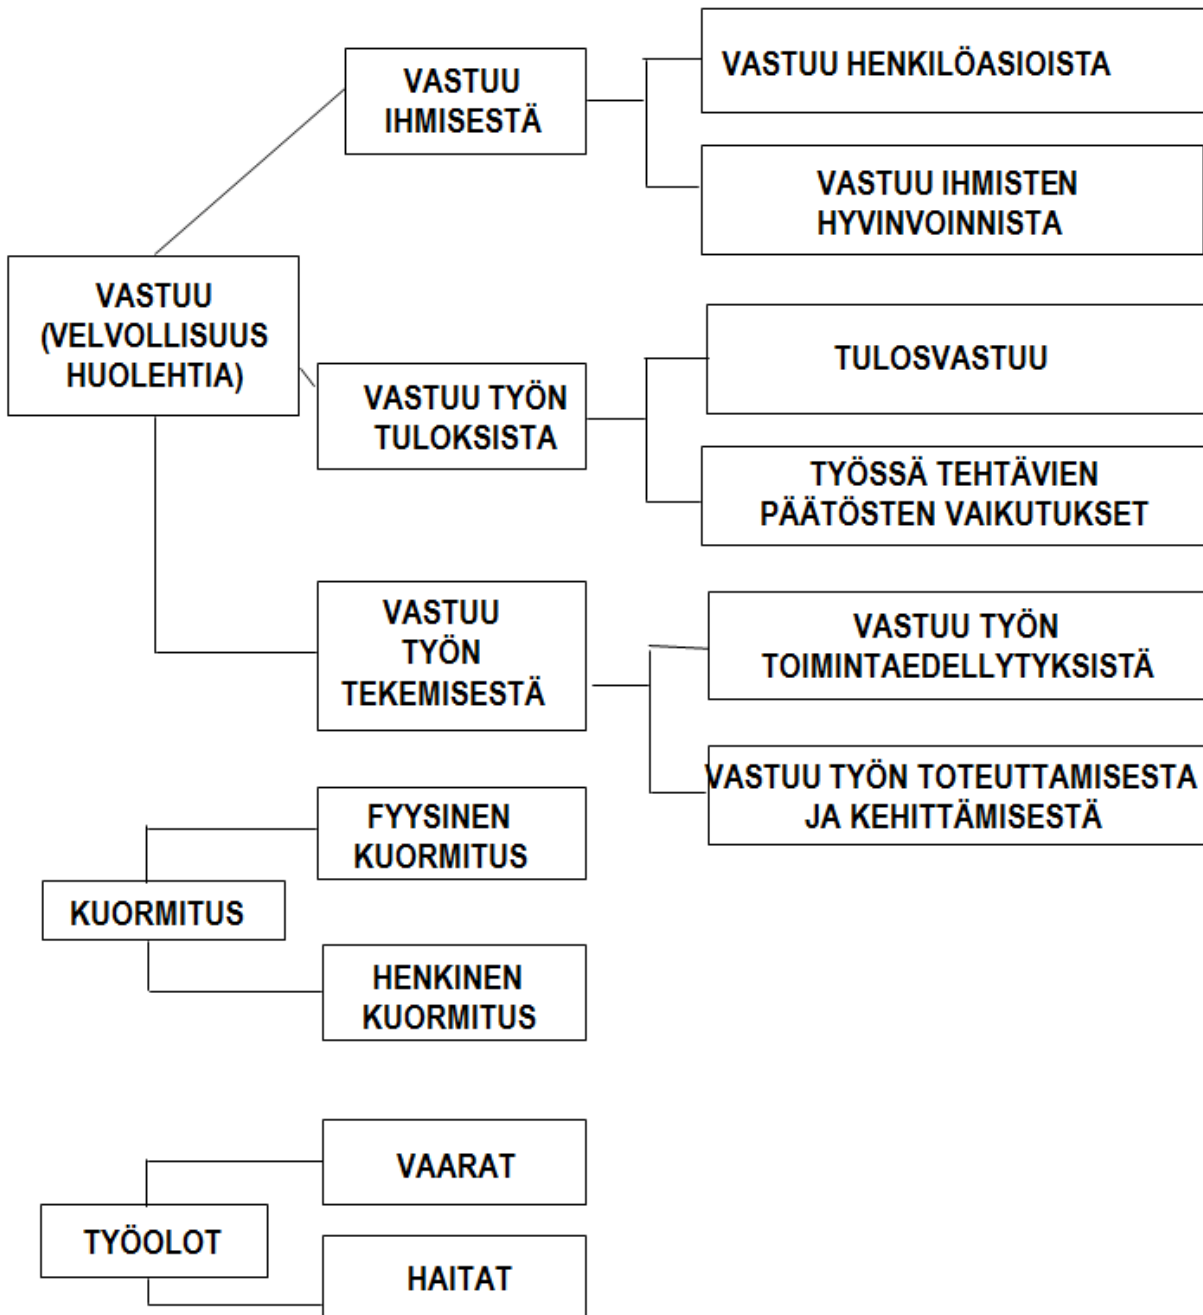 VASTUU
IHMISESTÄ
VASTUU HENKILÖASIOISTA
VASTUU IHMISTEN
HYVINVOINNISTA
VASTUU
(VELVOLLISUUS
HUOLEHTIA)
VASTUU TYÖN
TULOKSISTA
TULOSVASTUU
TYÖSSÄ TEHTÄVIEN
PÄÄTÖSTEN VAIKUTUKSET
VASTUU
TYÖN
TEKEMISESTÄ
VASTUU TYÖN
TOIMINTAEDELLYTYKSISTÄ
VASTUU TYÖN TOTEUTTAMISESTA
JA KEHITTÄMISESTÄ
FYYSINEN
KUORMITUS
KUORMITUS
HENKINEN
KUORMITUS
VAARAT
TYÖOLOT
HAITAT